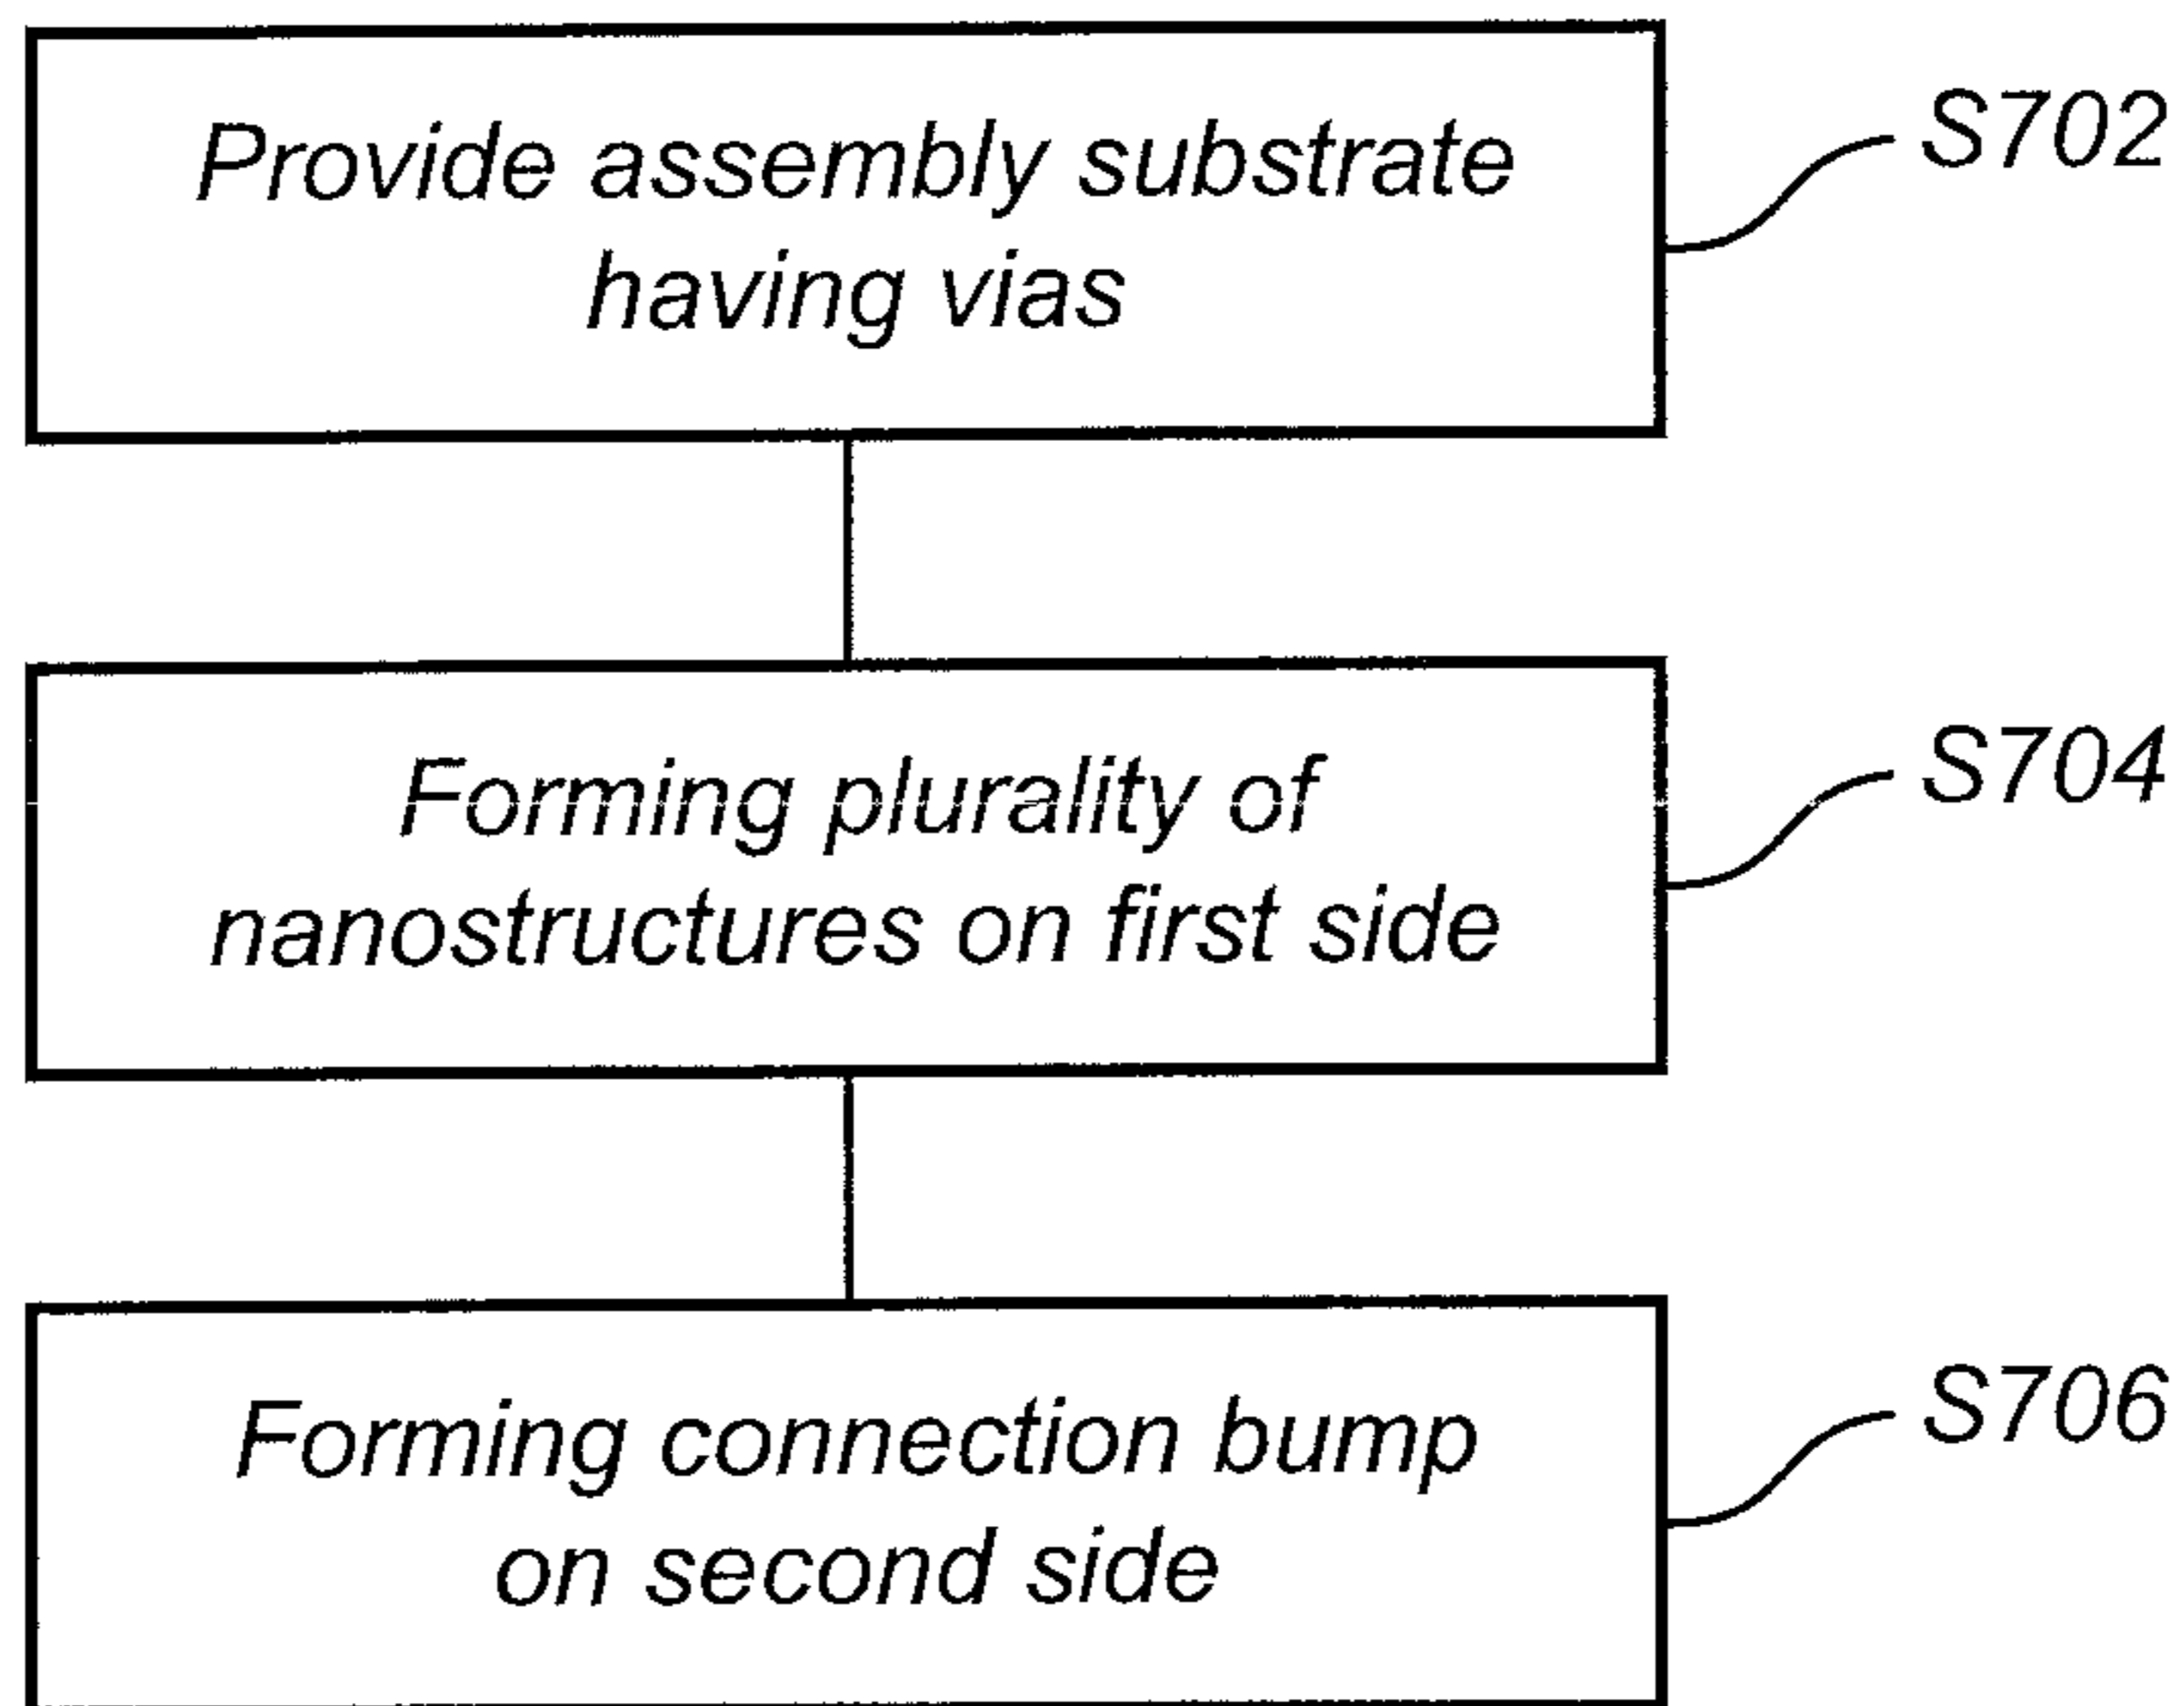 Provide assembly substrate
having vias
S702
Forming plurality of
nanostructures on first side
S704
Forming connection bump
on second side
S706